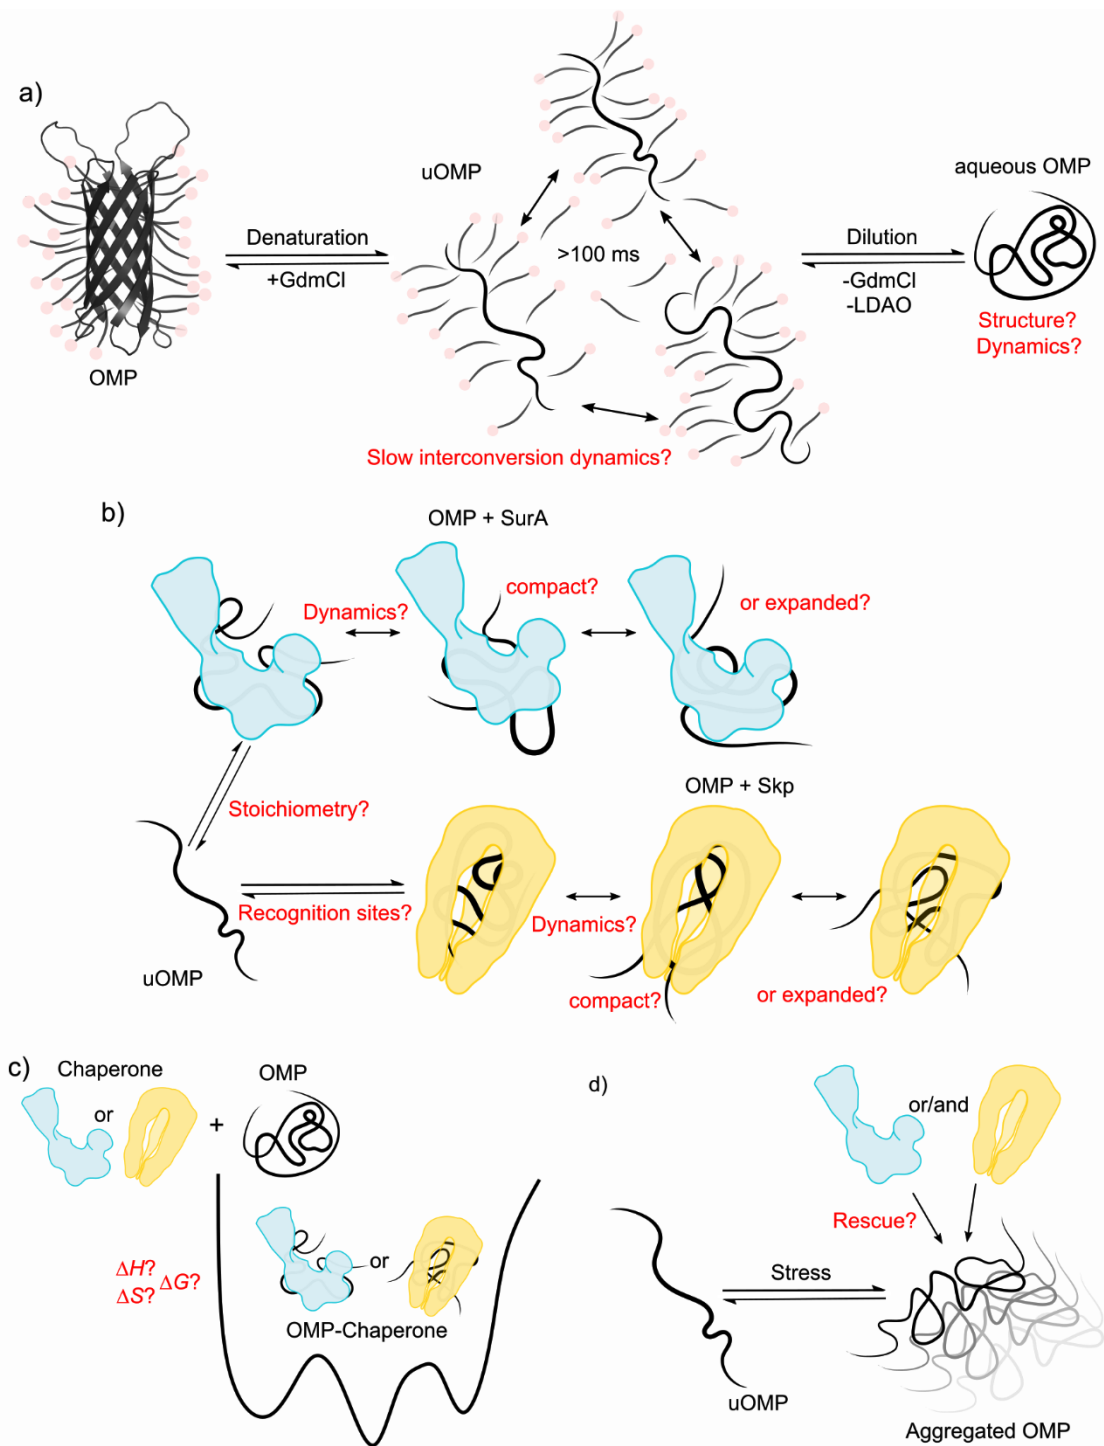 a)
OMP
Denaturation
+GdmCl
uOMP
>100 ms
Slow interconversion dynamics?
Dilution
-GdmCl
-LDAO
aqueous OMP
Structure?
Dynamics?
b)
OMP + SurA
Dynamics?
compact?
or expanded?
Stoichiometry?
uOMP
Recognition sites?
OMP + Skp
Dynamics?
compact?
or expanded?
c)
Chaperone
or
+
OMP
ΔH?
ΔS?
ΔG?
or
OMP-Chaperone
d)
or/and
Rescue?
Stress
uOMP
Aggregated OMP